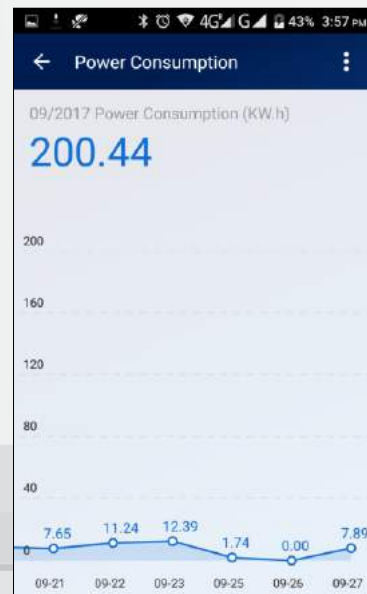 4G G 43% 3:57 PM
Power Consumption
09/2017 Power Consumption (KW.h)
200.44
200
160
120
80
40
0
7.65 11.24 12.39 1.74 0.00 7.89
09-21 09-22 09-23 09-25 09-26 09-27